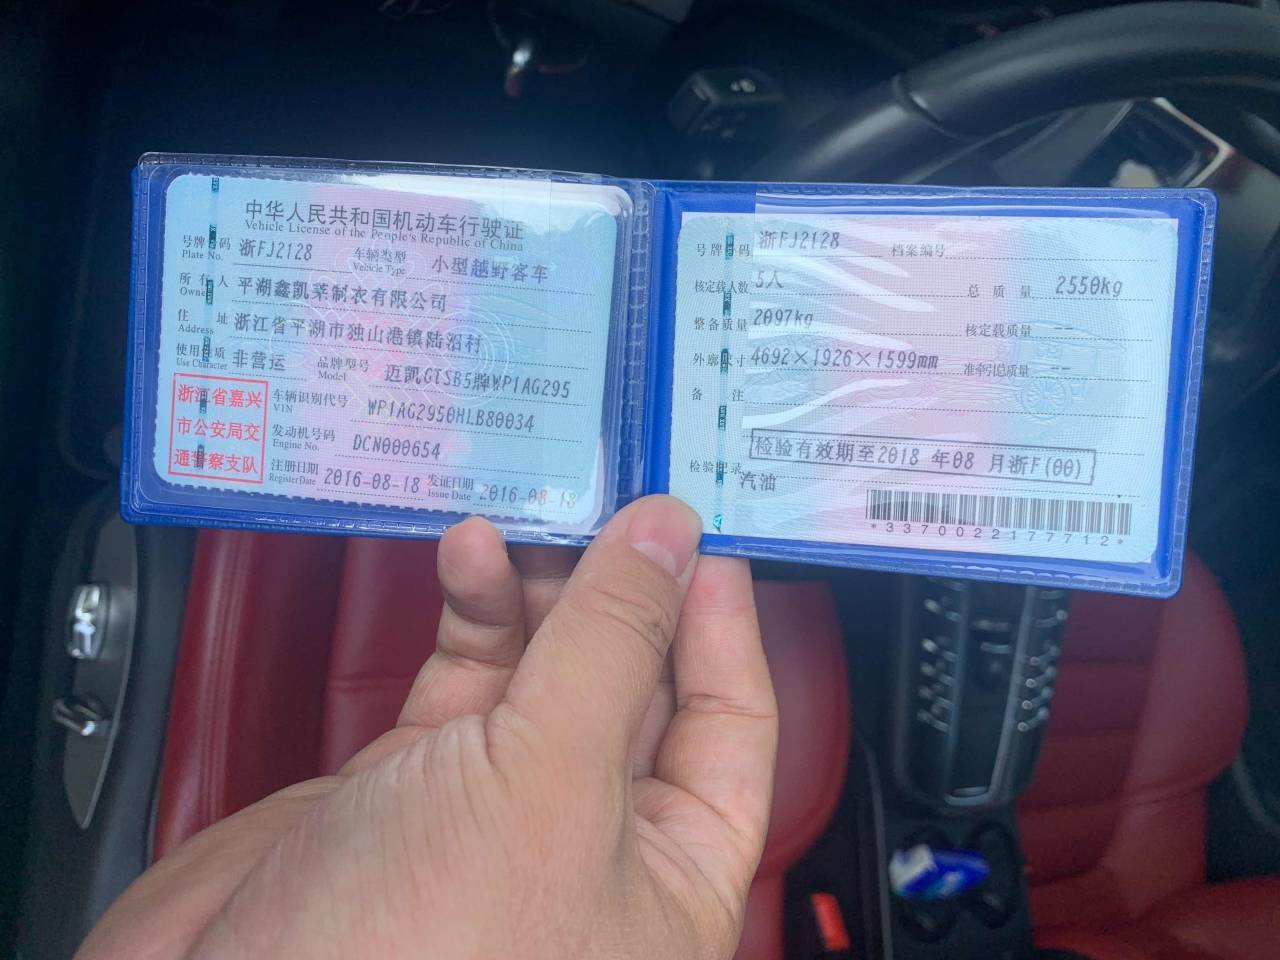 中华人民共和国机动车行驶证
Vehicle License of the People's Republic of China
号牌号码 浙FJ2128 车辆类型 小型越野客车
Plate No. Vehicle Type
所有人 平湖鑫凯莱制衣有限公司
Owner
住址 浙江省平湖市独山港镇陆沼村
Address
使用性质 非营运 品牌型号 迈凯GTSB5牌WP1AG295
Use Character Model
浙江省嘉兴
市公安局交
通警察支队
车辆识别代号 WP1AG2950HLB80034
VIN
发动机号码 DCN000654
Engine No.
注册日期 2016-08-18 发证日期 2016-08-18
Register Date Issue Date
号牌号码 浙FJ2128 档案编号
核定载人数 5人 总质量 2550kg
整备质量 2097kg 核定载质量 --
外廓尺寸 4692×1926×1599mm 准牵引总质量 --
备注
检验有效期至2018 年08 月浙F(00)
检验记录
汽油
*3370022177712*